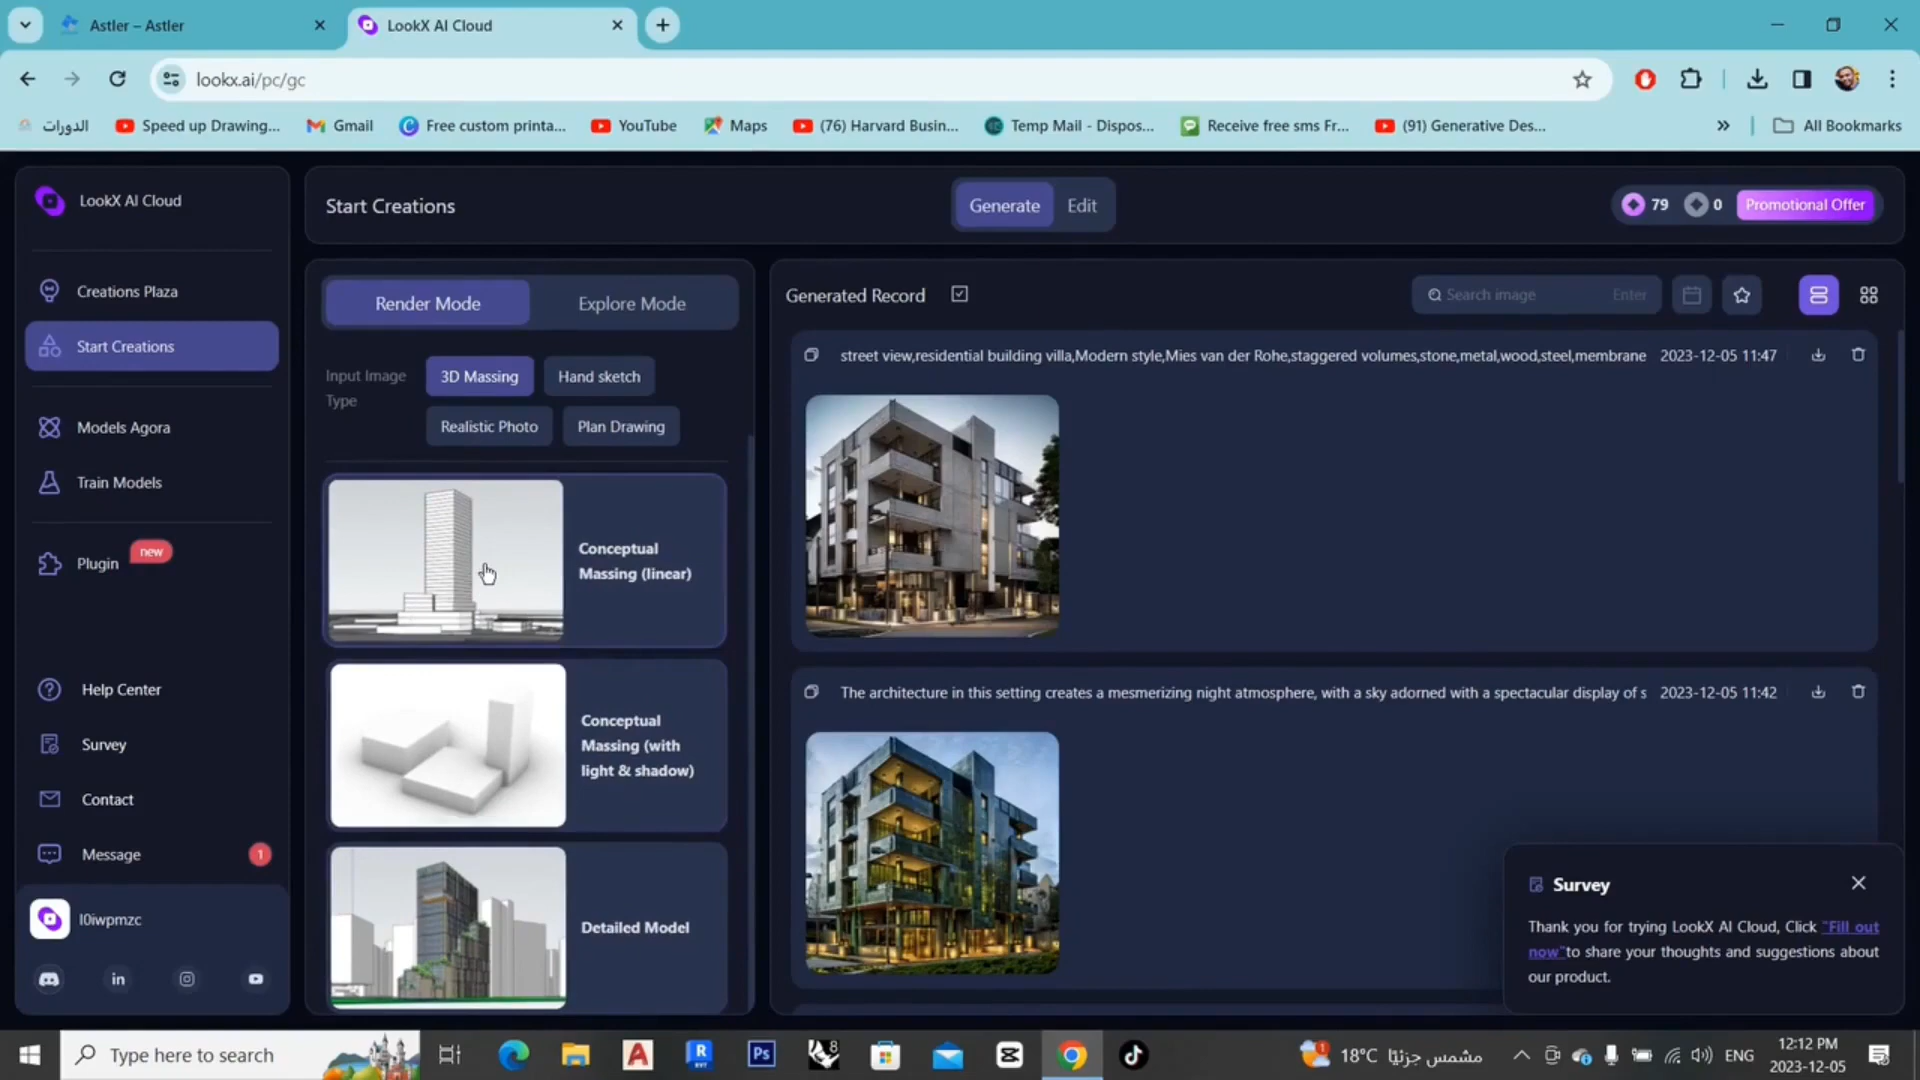 Astler – Astler
LookX AI Cloud
lookx.ai/pc/gc
الدورات
Speed up Drawing...
Gmail
Free custom printa...
YouTube
Maps
(76) Harvard Busin...
Temp Mail - Dispos...
Receive free sms Fr...
(91) Generative Des...
All Bookmarks
LookX AI Cloud
Start Creations
Generate
Edit
79
0
Promotional Offer
Creations Plaza
Start Creations
Models Agora
Train Models
Plugin
new
Help Center
Survey
Contact
Message
1
l0iwpmzc
Render Mode
Explore Mode
Input Image
Type
3D Massing
Hand sketch
Realistic Photo
Plan Drawing
Conceptual
Massing (linear)
Conceptual
Massing (with
light & shadow)
Detailed Model
Generated Record
Search image
Enter
street view,residential building villa,Modern style,Mies van der Rohe,staggered volumes,stone,metal,wood,steel,membrane
2023-12-05 11:47
The architecture in this setting creates a mesmerizing night atmosphere, with a sky adorned with a spectacular display of s
2023-12-05 11:42
Survey
Thank you for trying LookX AI Cloud, Click "Fill out
now" to share your thoughts and suggestions about
our product.
Type here to search
18°C مشمس جزئيًا
ENG
12:12 PM
2023-12-05